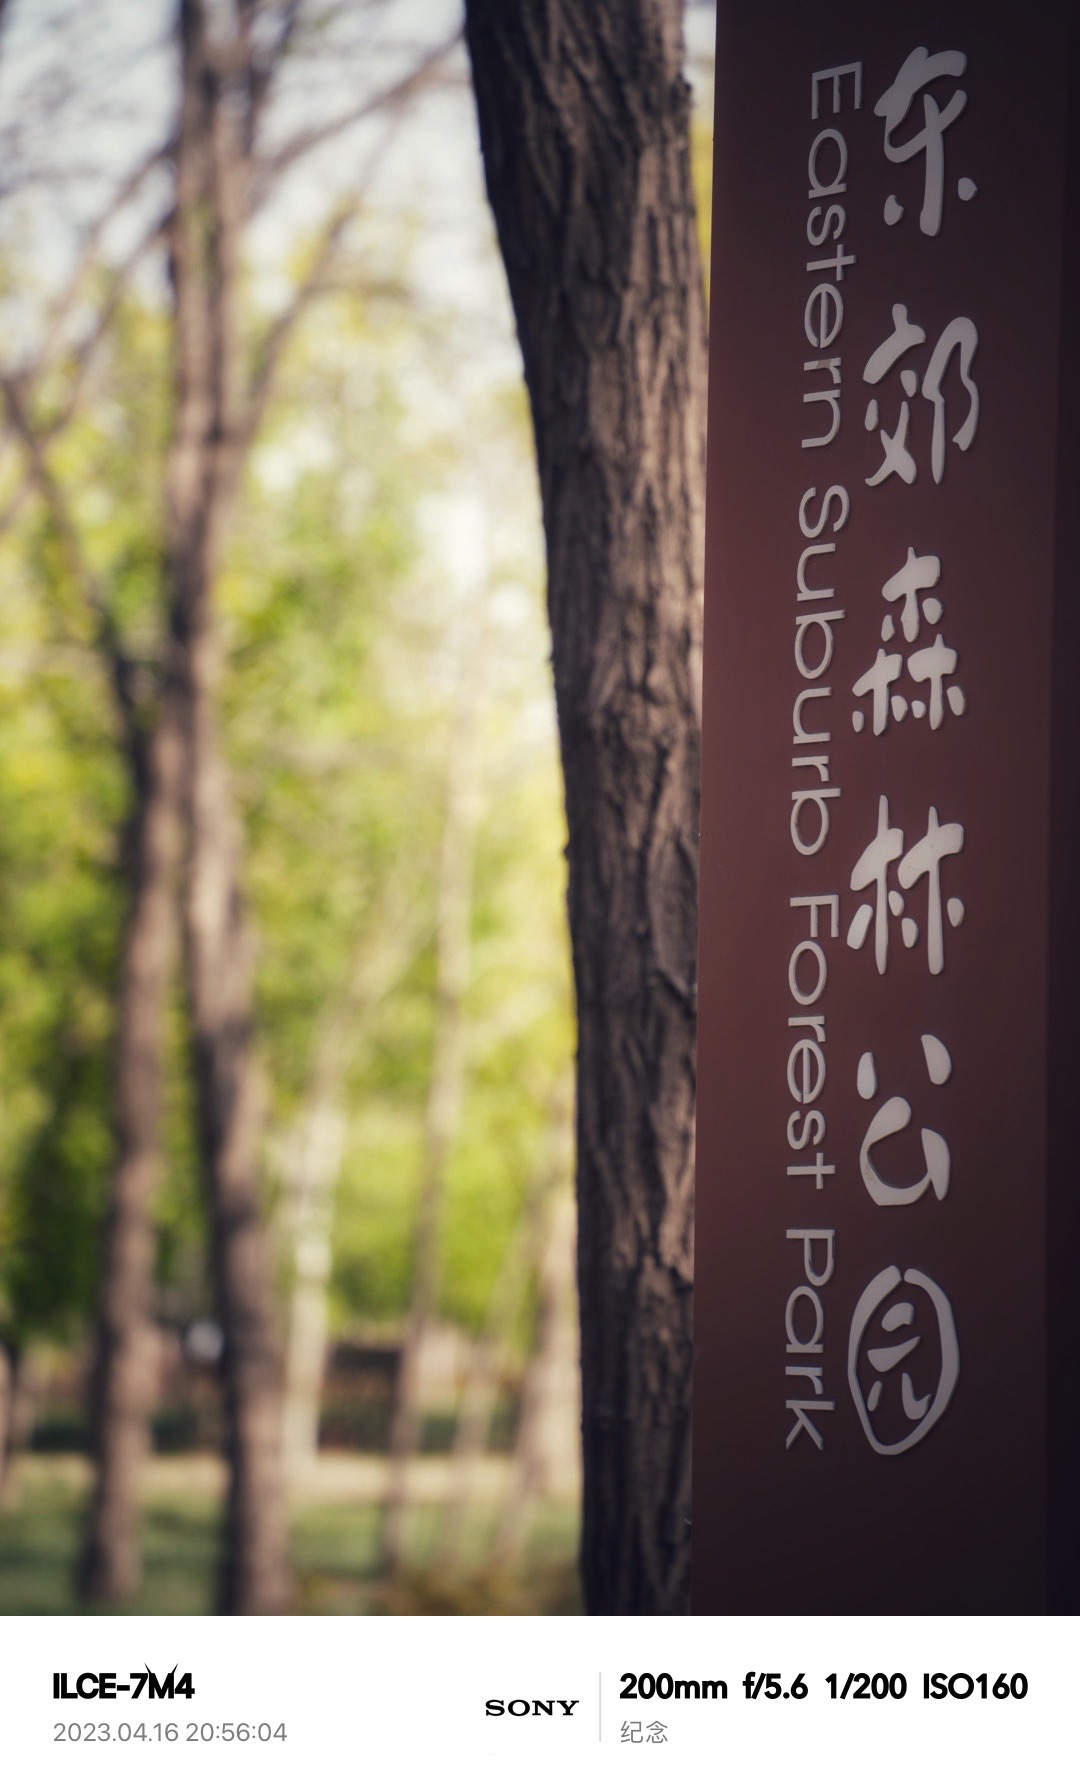 东郊森林公园
Eastern Suburb Forest Park
ILCE-7M4
2023.04.16 20:56:04
SONY
200mm f/5.6 1/200 ISO160
纪念